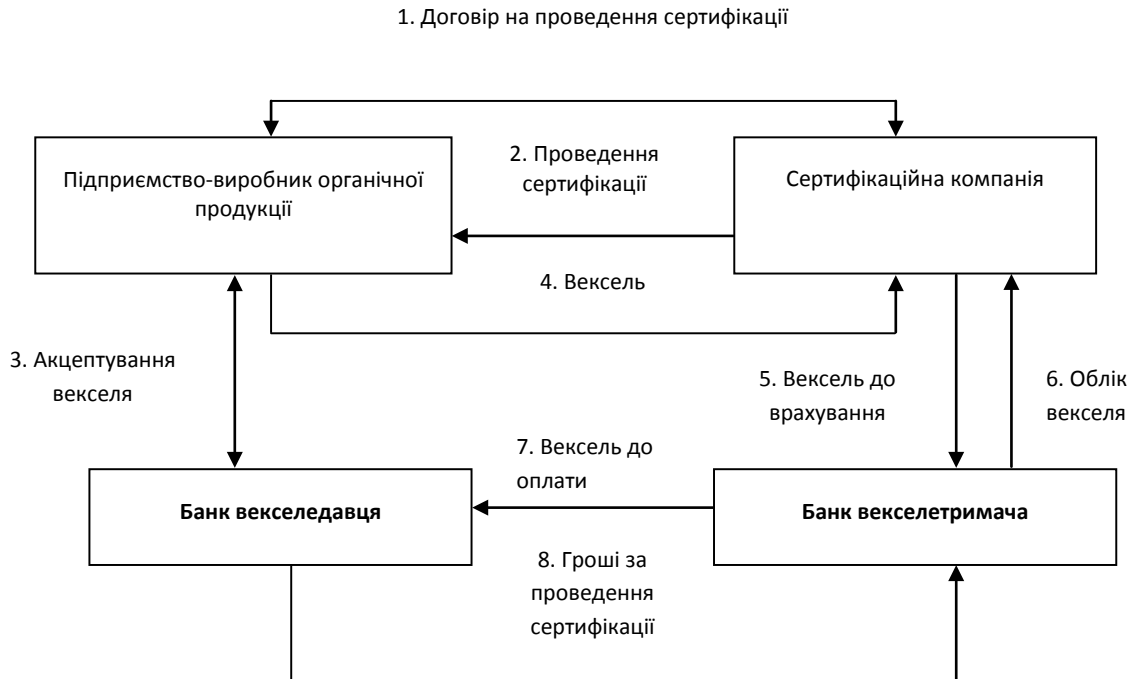 1. Договір на проведення сертифікації
2. Проведення
сертифікації
Підприємство-виробник органічної
продукції
Сертифікаційна компанія
4. Вексель
3. Акцептування
векселя
5. Вексель до
врахування
6. Облік
векселя
7. Вексель до
оплати
Банк векселедавця
Банк векселетримача
8. Гроші за
проведення
сертифікації